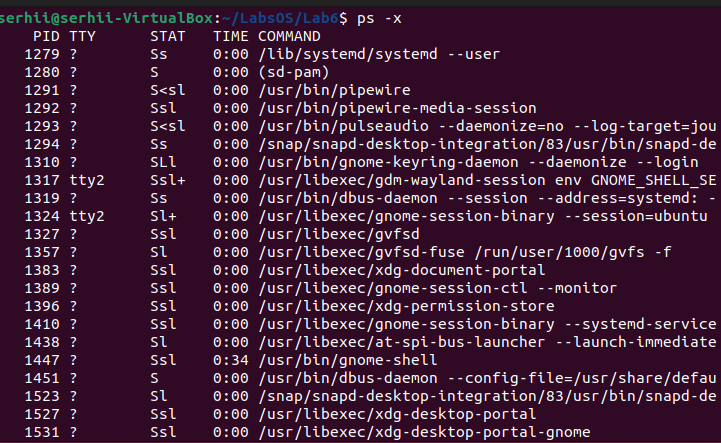 serhii@serhii-VirtualBox:~/LabsOS/Lab6$ ps -x
PID TTY STAT TIME COMMAND
1279 ? Ss 0:00 /lib/systemd/systemd --user
1280 ? S 0:00 (sd-pam)
1291 ? S<sl 0:00 /usr/bin/pipewire
1292 ? Ssl 0:00 /usr/bin/pipewire-media-session
1293 ? S<sl 0:00 /usr/bin/pulseaudio --daemonize=no --log-target=jou
1294 ? Ss 0:00 /snap/snapd-desktop-integration/83/usr/bin/snapd-de
1310 ? SLl 0:00 /usr/bin/gnome-keyring-daemon --daemonize --login
1317 tty2 Ssl+ 0:00 /usr/libexec/gdm-wayland-session env GNOME_SHELL_SE
1319 ? Ss 0:00 /usr/bin/dbus-daemon --session --address=systemd: -
1324 tty2 Sl+ 0:00 /usr/libexec/gnome-session-binary --session=ubuntu
1327 ? Ssl 0:00 /usr/libexec/gvfsd
1357 ? Sl 0:00 /usr/libexec/gvfsd-fuse /run/user/1000/gvfs -f
1383 ? Ssl 0:00 /usr/libexec/xdg-document-portal
1389 ? Ssl 0:00 /usr/libexec/gnome-session-ctl --monitor
1396 ? Ssl 0:00 /usr/libexec/xdg-permission-store
1410 ? Ssl 0:00 /usr/libexec/gnome-session-binary --systemd-service
1438 ? Sl 0:00 /usr/libexec/at-spi-bus-launcher --launch-immediate
1447 ? Ssl 0:34 /usr/bin/gnome-shell
1451 ? S 0:00 /usr/bin/dbus-daemon --config-file=/usr/share/defau
1523 ? Sl 0:00 /snap/snapd-desktop-integration/83/usr/bin/snapd-de
1527 ? Ssl 0:00 /usr/libexec/xdg-desktop-portal
1531 ? Ssl 0:00 /usr/libexec/xdg-desktop-portal-gnome